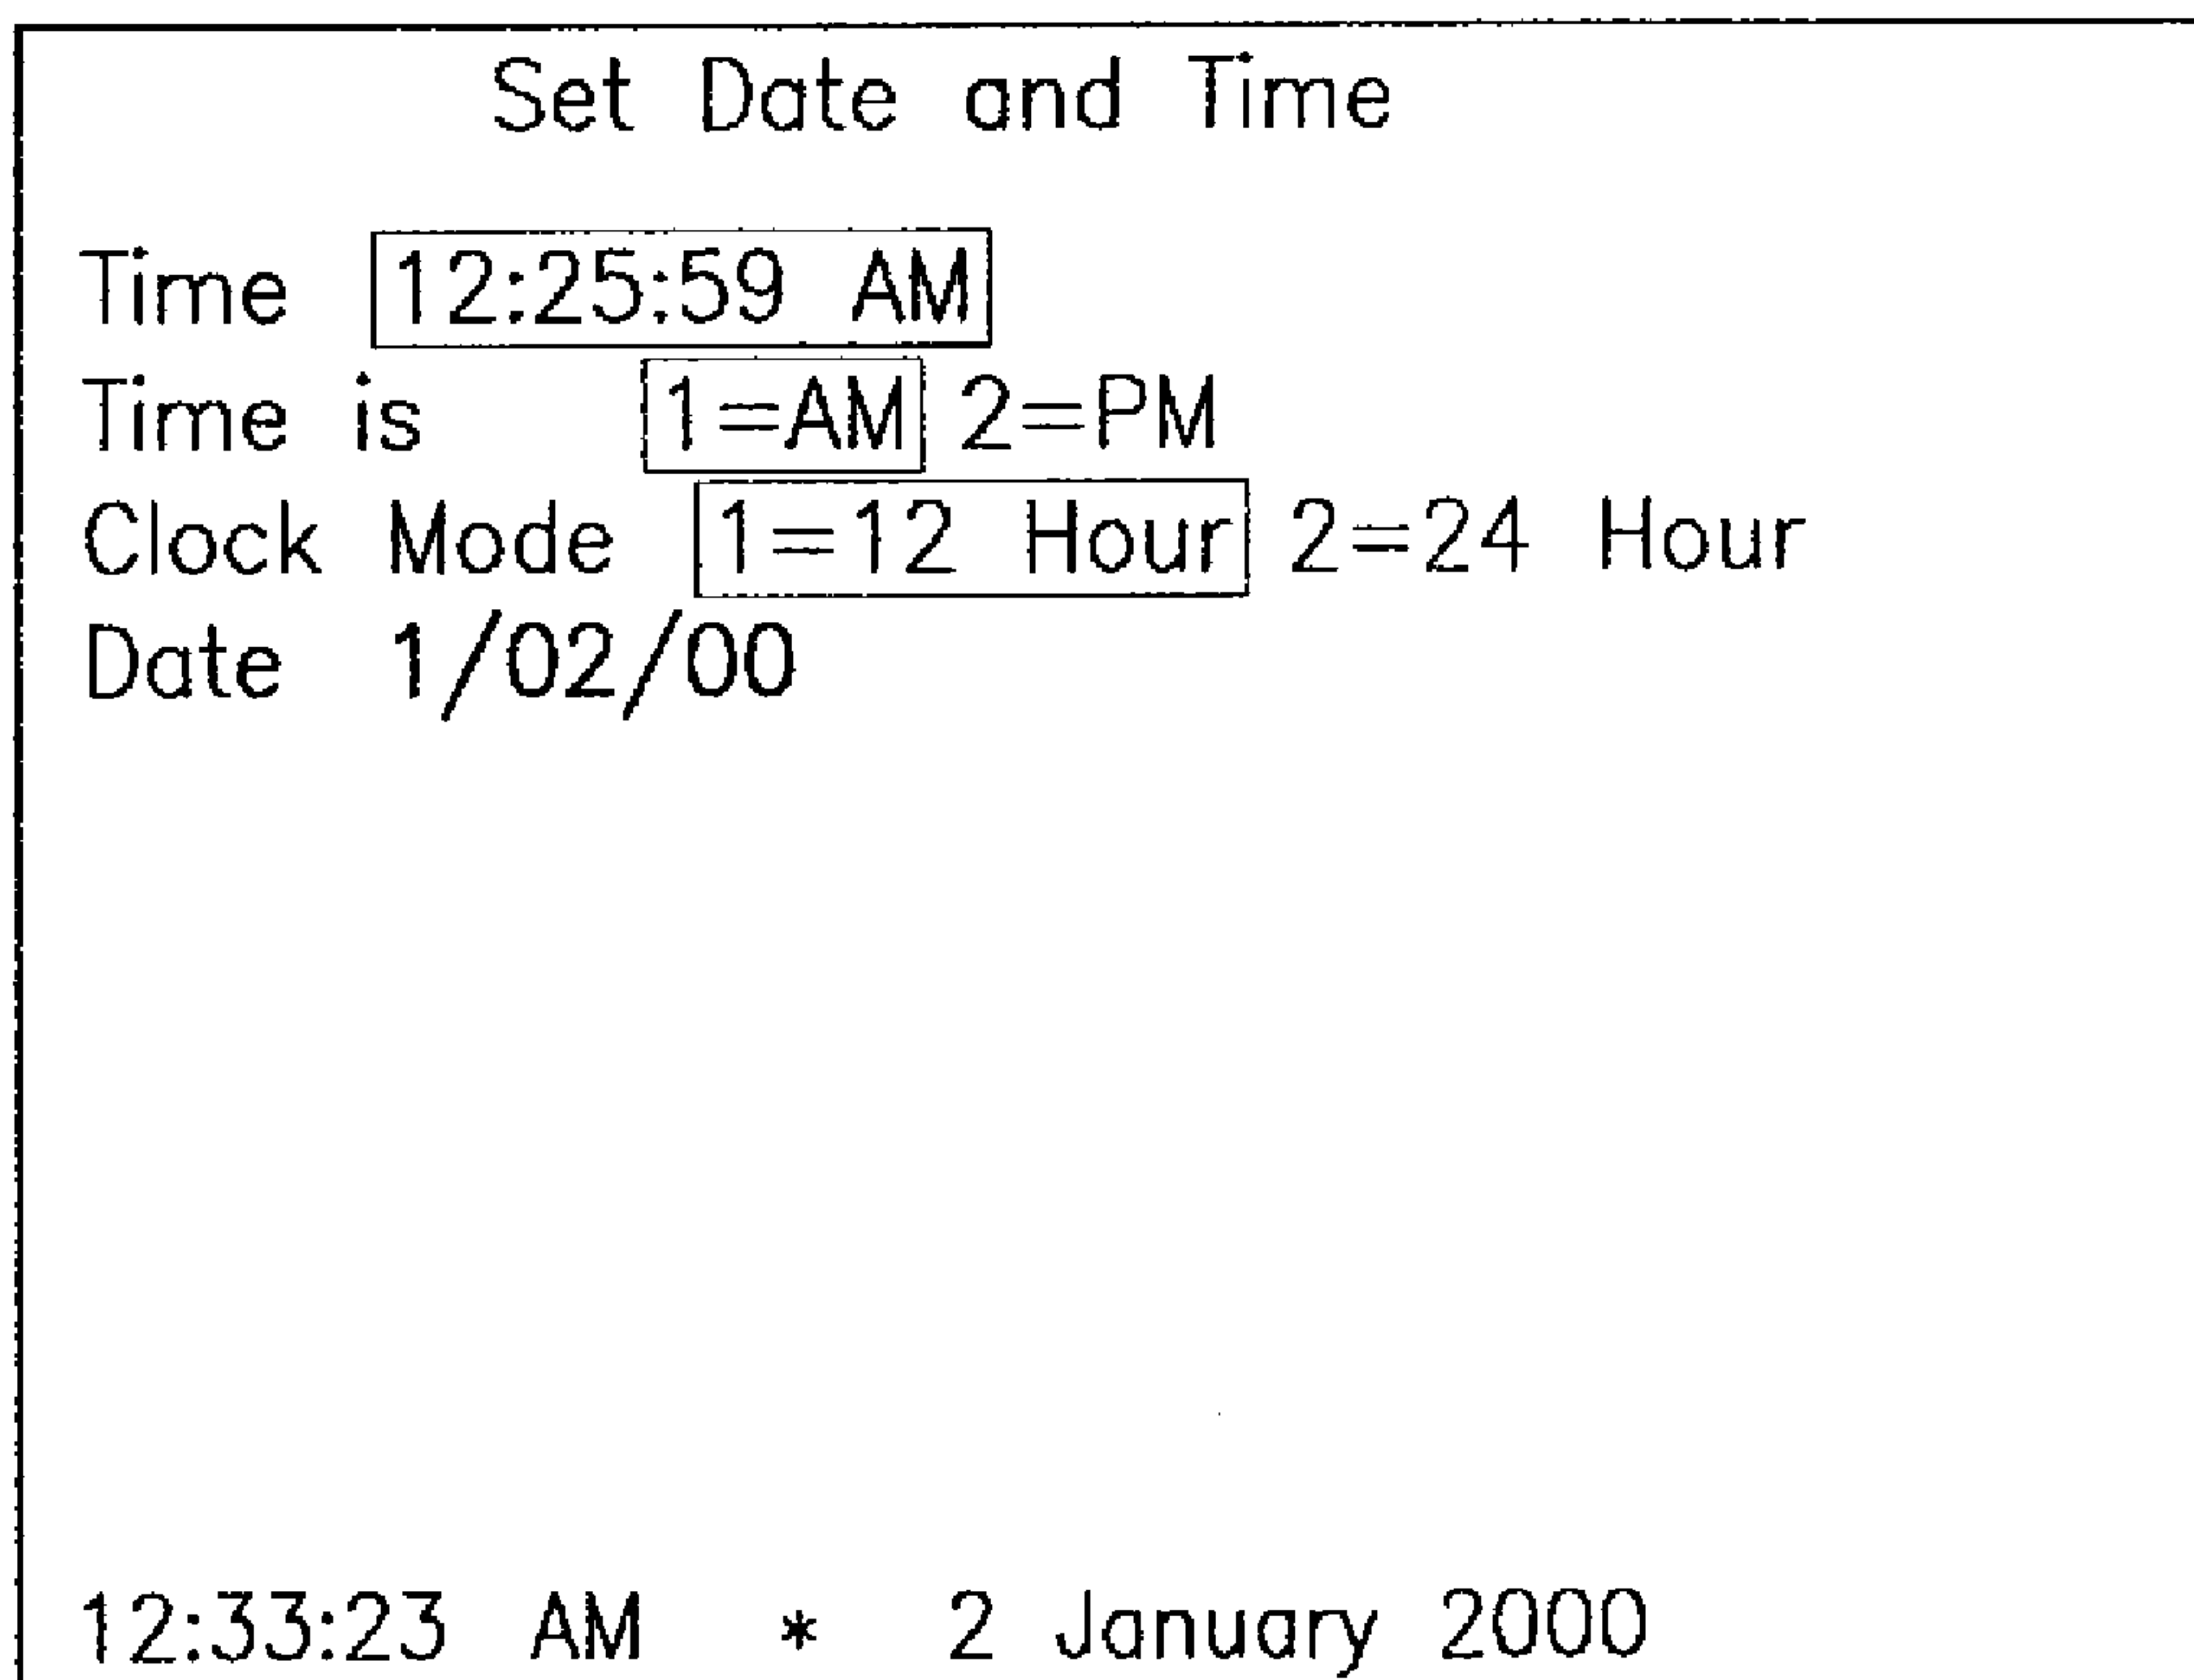 Set Date and Time
Time 12:25:59 AM
Time is 1=AM 2=PM
Clock Mode 1=12 Hour 2=24 Hour
Date 1/02/00
12:33:23 AM * 2 January 2000